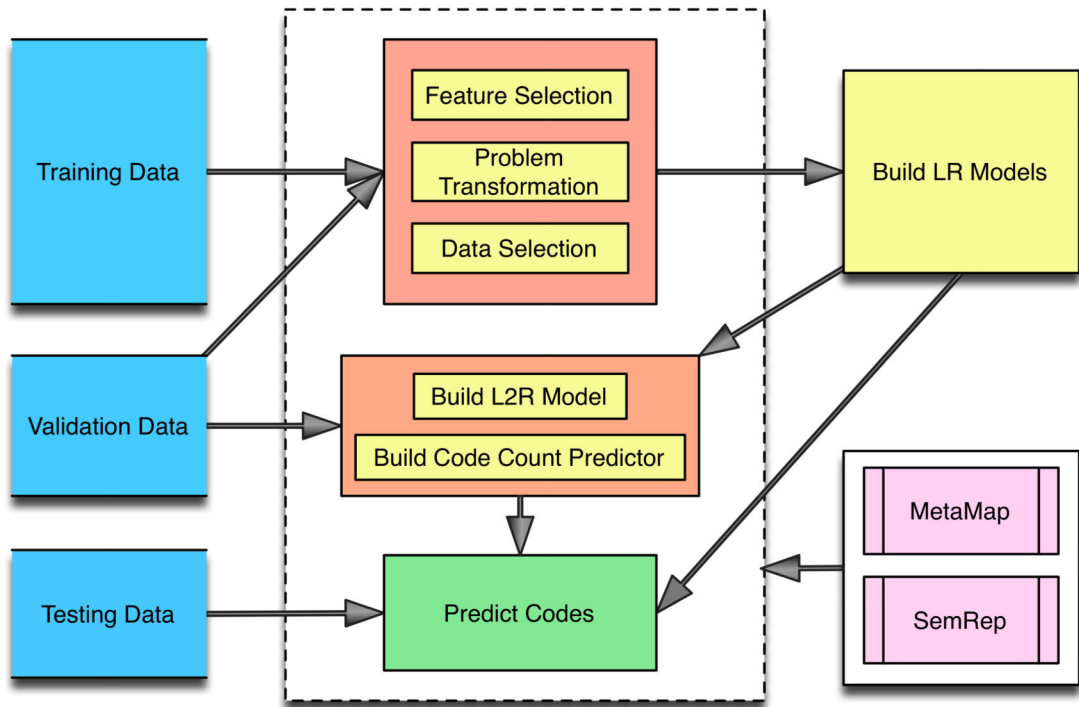 Training Data
Feature Selection
Problem
Transformation
Data Selection
Build LR Models
Validation Data
Build L2R Model
Build Code Count Predictor
MetaMap
SemRep
Testing Data
Predict Codes